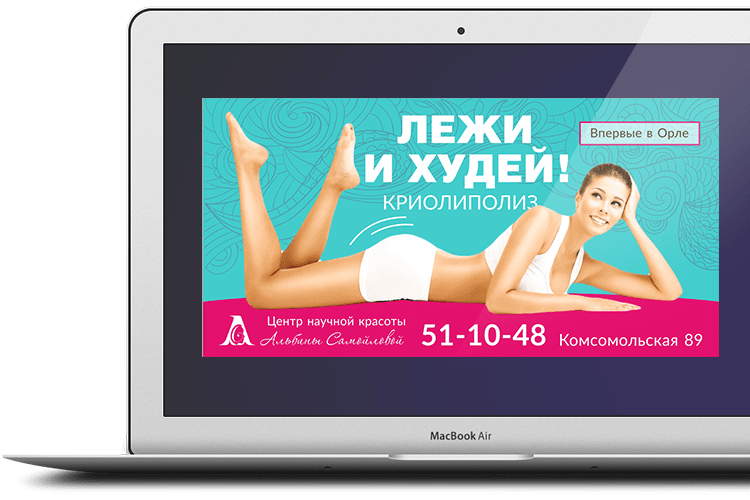 ЛЕЖИ
И ХУДЕЙ!
КРИОЛИПОЛИЗ
Впервые в Орле
Центр научной красоты
Альбины Самойловой
51-10-48
Комсомольская 89
MacBook Air